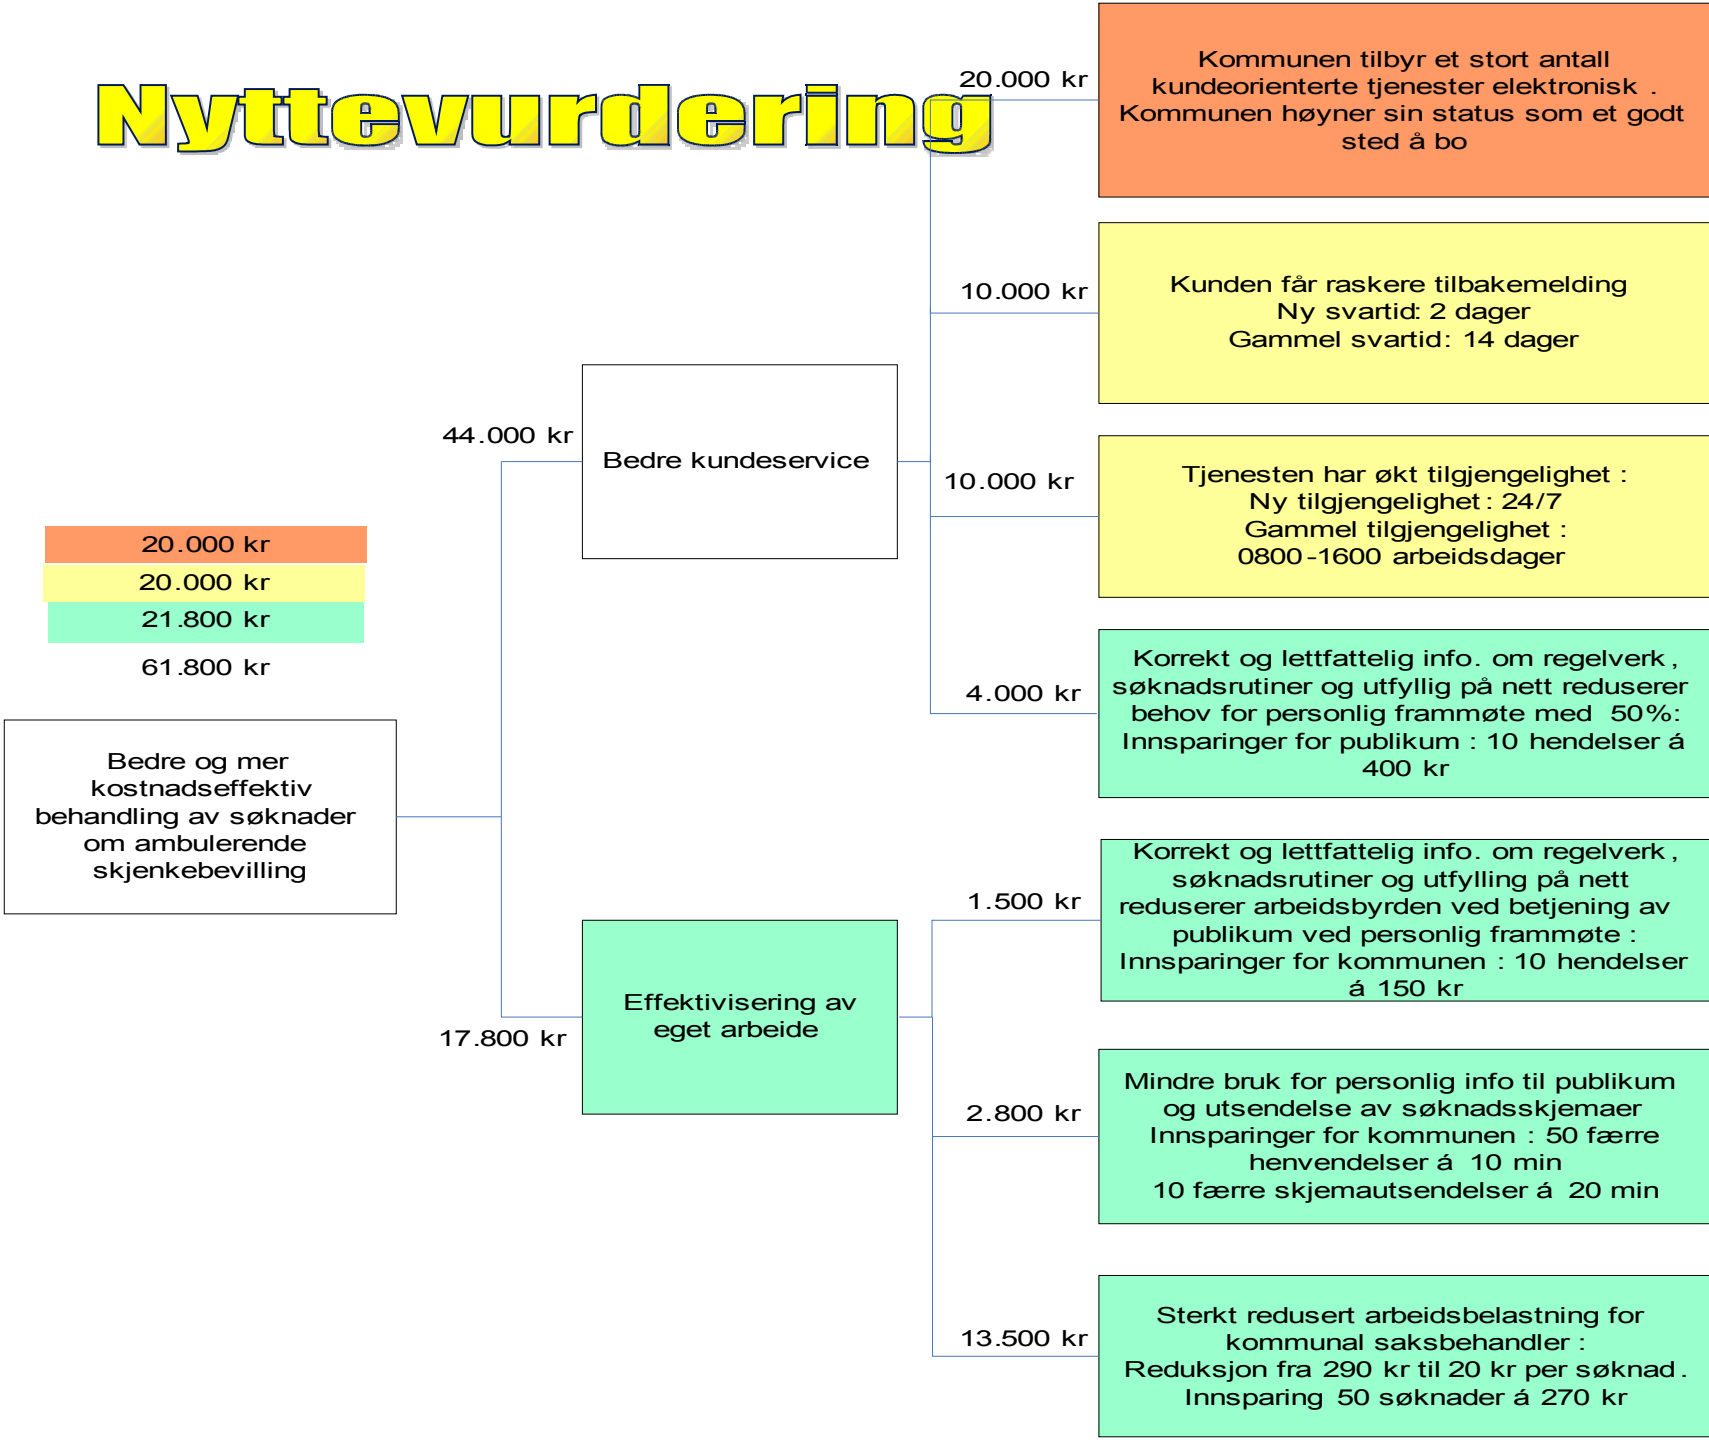 Nyttevurdering
20.000 kr
Kommunen tilbyr et stort antall
kundeorienterte tjenester elektronisk .
Kommunen høyner sin status som et godt
sted å bo
10.000 kr
Kunden får raskere tilbakemelding
Ny svartid: 2 dager
Gammel svartid: 14 dager
44.000 kr
Bedre kundeservice
10.000 kr
Tjenesten har økt tilgjengelighet :
Ny tilgjengelighet : 24/7
Gammel tilgjengelighet :
0800-1600 arbeidsdager
20.000 kr
20.000 kr
21.800 kr
61.800 kr
4.000 kr
Korrekt og lettfattelig info. om regelverk ,
søknadsrutiner og utfyllig på nett reduserer
behov for personlig frammøte med 50%:
Innsparinger for publikum : 10 hendelser á
400 kr
Bedre og mer
kostnadseffektiv
behandling av søknader
om ambulerende
skjenkebevilling
1.500 kr
Korrekt og lettfattelig info. om regelverk ,
søknadsrutiner og utfylling på nett
reduserer arbeidsbyrden ved betjening av
publikum ved personlig frammøte :
Innsparinger for kommunen : 10 hendelser
á 150 kr
17.800 kr
Effektivisering av
eget arbeide
2.800 kr
Mindre bruk for personlig info til publikum
og utsendelse av søknadsskjemaer
Innsparinger for kommunen : 50 færre
henvendelser á 10 min
10 færre skjemautsendelser á 20 min
13.500 kr
Sterkt redusert arbeidsbelastning for
kommunal saksbehandler :
Reduksjon fra 290 kr til 20 kr per søknad .
Innsparing 50 søknader á 270 kr